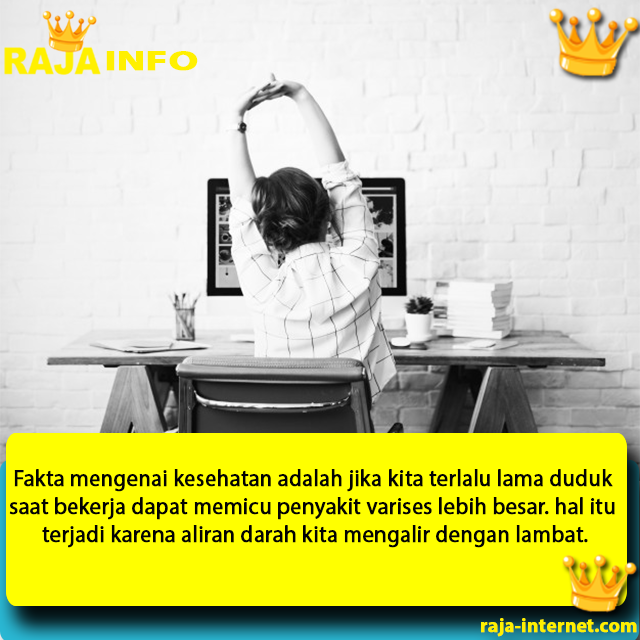 RAJA INFO
Fakta mengenai kesehatan adalah jika kita terlalu lama duduk
saat bekerja dapat memicu penyakit varises lebih besar. hal itu
terjadi karena aliran darah kita mengalir dengan lambat.
raja-internet.com